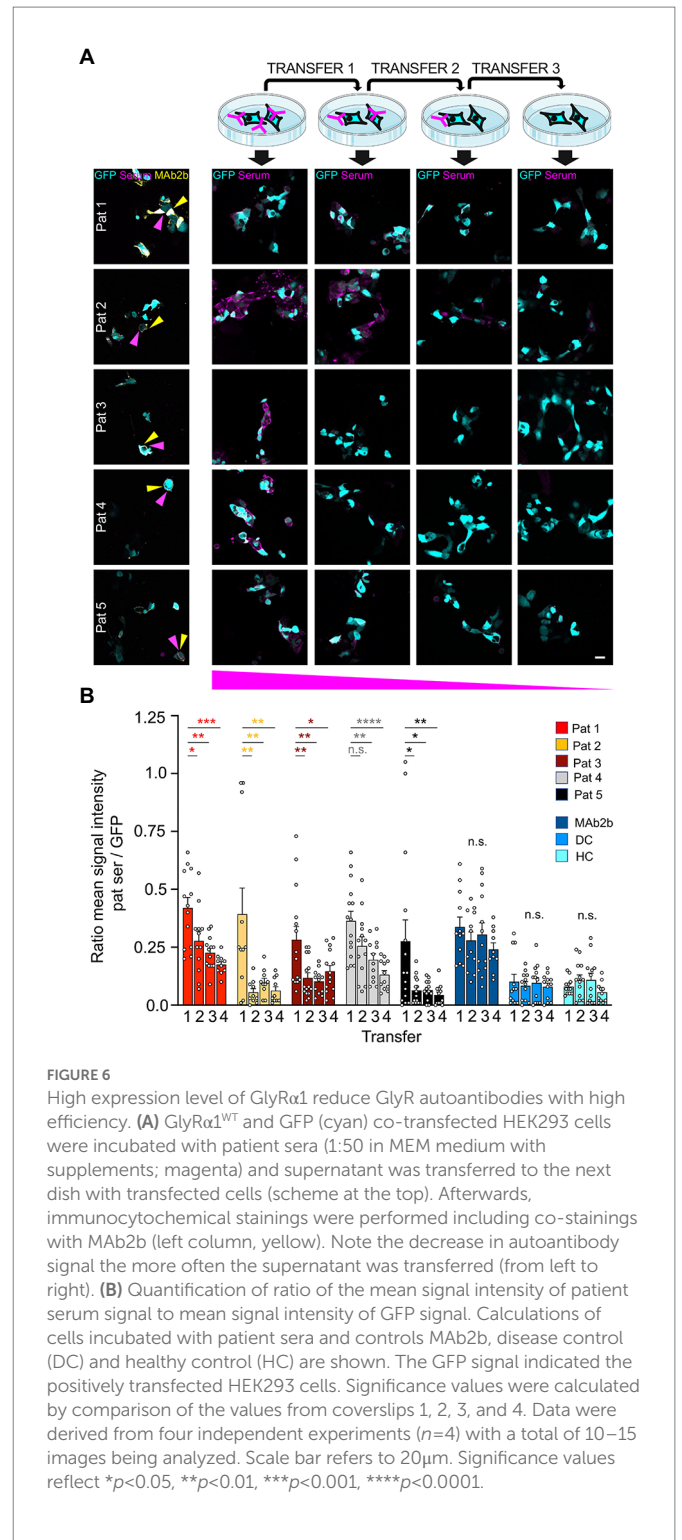 A
TRANSFER 1 TRANSFER 2 TRANSFER 3
GFP Serum MAb2b GFP Serum GFP Serum GFP Serum GFP Serum
Pat 1
Pat 2
Pat 3
Pat 4
Pat 5
B
Ratio mean signal intensity
pat ser / GFP
1.25
1.0
0.75
0.5
0.25
0.0
*** ** * **** **
** ** ** ** *
* ** ** n.s. *
n.s. n.s. n.s.
Pat 1
Pat 2
Pat 3
Pat 4
Pat 5
MAb2b
DC
HC
1 2 3 4 1 2 3 4 1 2 3 4 1 2 3 4 1 2 3 4 1 2 3 4 1 2 3 4 1 2 3 4
Transfer
FIGURE 6
High expression level of GlyRα1 reduce GlyR autoantibodies with high
efficiency. (A) GlyRα1WT and GFP (cyan) co-transfected HEK293 cells
were incubated with patient sera (1:50 in MEM medium with
supplements; magenta) and supernatant was transferred to the next
dish with transfected cells (scheme at the top). Afterwards,
immunocytochemical stainings were performed including co-stainings
with MAb2b (left column, yellow). Note the decrease in autoantibody
signal the more often the supernatant was transferred (from left to
right). (B) Quantification of ratio of the mean signal intensity of patient
serum signal to mean signal intensity of GFP signal. Calculations of
cells incubated with patient sera and controls MAb2b, disease control
(DC) and healthy control (HC) are shown. The GFP signal indicated the
positively transfected HEK293 cells. Significance values were calculated
by comparison of the values from coverslips 1, 2, 3, and 4. Data were
derived from four independent experiments (n=4) with a total of 10–15
images being analyzed. Scale bar refers to 20μm. Significance values
reflect *p<0.05, **p<0.01, ***p<0.001, ****p<0.0001.